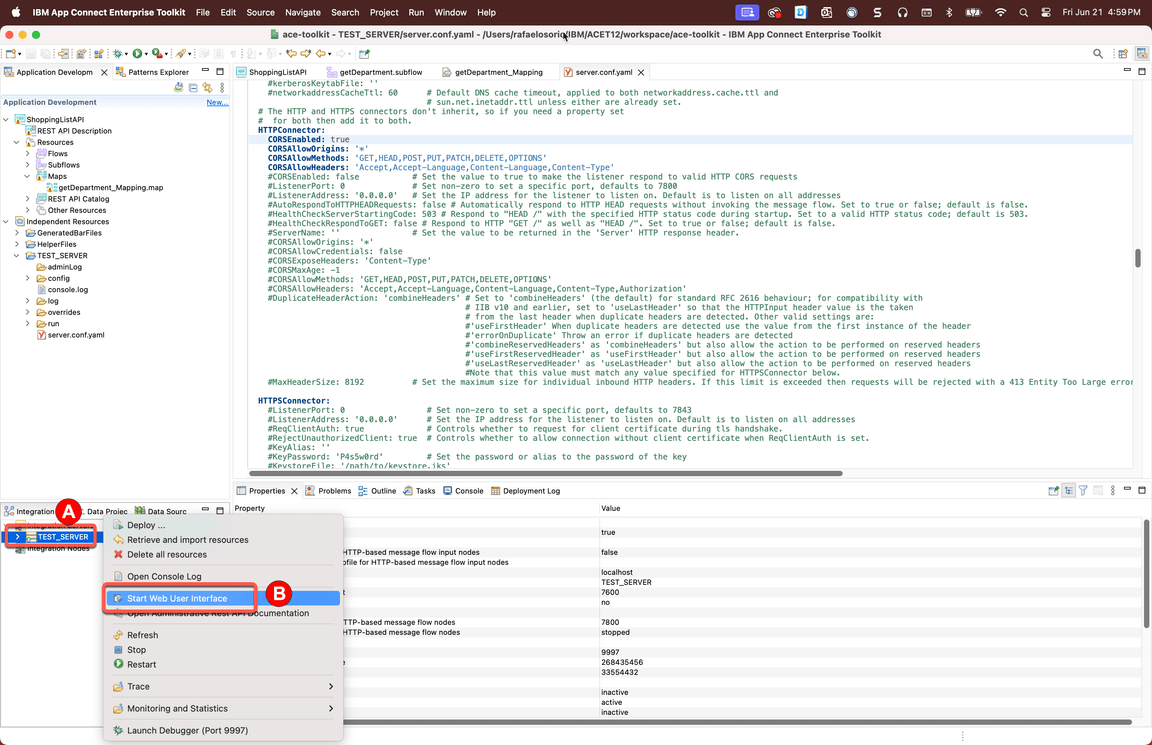 IBM App Connect Enterprise Toolkit File Edit Source Navigate Search Project Run Window Help Fri Jun 21 4:59 PM
ace-toolkit - TEST_SERVER/server.conf.yaml - /Users/rafaelosorio/IBM/ACET12/workspace/ace-toolkit - IBM App Connect Enterprise Toolkit
Application Developm Patterns Explorer
Application Development New...
ShoppingListAPI
REST API Description
Resources
Flows
Subflows
Maps
getDepartment_Mapping.map
REST API Catalog
Other Resources
Independent Resources
GeneratedBarFiles
HelperFiles
TEST_SERVER
adminLog
config
console.log
log
overrides
run
server.conf.yaml
ShoppingListAPI getDepartment.subflow getDepartment_Mapping server.conf.yaml
#kerberosKeytabFile: ''
#networkaddressCacheTtl: 60 # Default DNS cache timeout, applied to both networkaddress.cache.ttl and
# sun.net.inetaddr.ttl unless either are already set.
# The HTTP and HTTPS connectors don't inherit, so if you need a property set
# for both then add it to both.
HTTPConnector:
CORSEnabled: true
CORSAllowOrigins: '*'
CORSAllowMethods: 'GET,HEAD,POST,PUT,PATCH,DELETE,OPTIONS'
CORSAllowHeaders: 'Accept,Accept-Language,Content-Language,Content-Type'
#CORSEnabled: false # Set the value to true to make the listener respond to valid HTTP CORS requests
#ListenerPort: 0 # Set non-zero to set a specific port, defaults to 7800
#ListenerAddress: '0.0.0.0' # Set the IP address for the listener to listen on. Default is to listen on all addresses
#AutoRespondToHTTPHEADRequests: false # Automatically respond to HTTP HEAD requests without invoking the message flow. Set to true or false; default is false.
#HealthCheckServerStartingCode: 503 # Respond to "HEAD /" with the specified HTTP status code during startup. Set to a valid HTTP status code; default is 503.
#HealthCheckRespondToGET: false # Respond to HTTP "GET /" as well as "HEAD /". Set to true or false; default is false.
#ServerName: '' # Set the value to be returned in the 'Server' HTTP response header.
#CORSAllowOrigins: '*'
#CORSAllowCredentials: false
#CORSExposeHeaders: 'Content-Type'
#CORSMaxAge: -1
#CORSAllowMethods: 'GET,HEAD,POST,PUT,PATCH,DELETE,OPTIONS'
#CORSAllowHeaders: 'Accept,Accept-Language,Content-Language,Content-Type,Authorization'
#DuplicateHeaderAction: 'combineHeaders' # Set to 'combineHeaders' (the default) for standard RFC 2616 behaviour; for compatibility with
# IIB v10 and earlier, set to 'useLastHeader' so that the HTTPInput header value is the taken
# from the last header when duplicate headers are detected. Other valid settings are:
#'useFirstHeader' When duplicate headers are detected use the value from the first instance of the header
#'errorOnDuplicate' Throw an error if duplicate headers are detected
#'combineReservedHeaders' as 'combineHeaders' but also allow the action to be performed on reserved headers
#'useFirstReservedHeader' as 'useFirstHeader' but also allow the action to be performed on reserved headers
#'useLastReservedHeader' as 'useLastHeader' but also allow the action to be performed on reserved headers
#Note that this value must match any value specified for HTTPSConnector below.
#MaxHeaderSize: 8192 # Set the maximum size for individual inbound HTTP headers. If this limit is exceeded then requests will be rejected with a 413 Entity Too Large error
HTTPSConnector:
#ListenerPort: 0 # Set non-zero to set a specific port, defaults to 7843
#ListenerAddress: '0.0.0.0' # Set the IP address for the listener to listen on. Default is to listen on all addresses
#ReqClientAuth: true # Controls whether to request for client certificate during tls handshake.
#RejectUnauthorizedClient: true # Controls whether to allow connection without client certificate when ReqClientAuth is set.
#KeyAlias: ''
#KeyPassword: 'P4s5w0rd' # Set the password or alias to the password of the key
#KeystoreFile: '/path/to/keystore.jks'
Integration Data Projec Data Sourc
A
TEST_SERVER
Integration Nodes
Deploy ...
Retrieve and import resources
Delete all resources
Open Console Log
Start Web User Interface
B
Open Administrative Rest API Documentation
Refresh
Stop
Restart
Trace
Monitoring and Statistics
Launch Debugger (Port 9997)
Properties Problems Outline Tasks Console Deployment Log
Property Value
true
HTTP-based message flow input nodes false
ofile for HTTP-based message flow input nodes
localhost
TEST_SERVER
t 7600
no
TTP-based message flow nodes 7800
HTTP-based message flow nodes stopped
9997
e 268435456
33554432
inactive
active
inactive